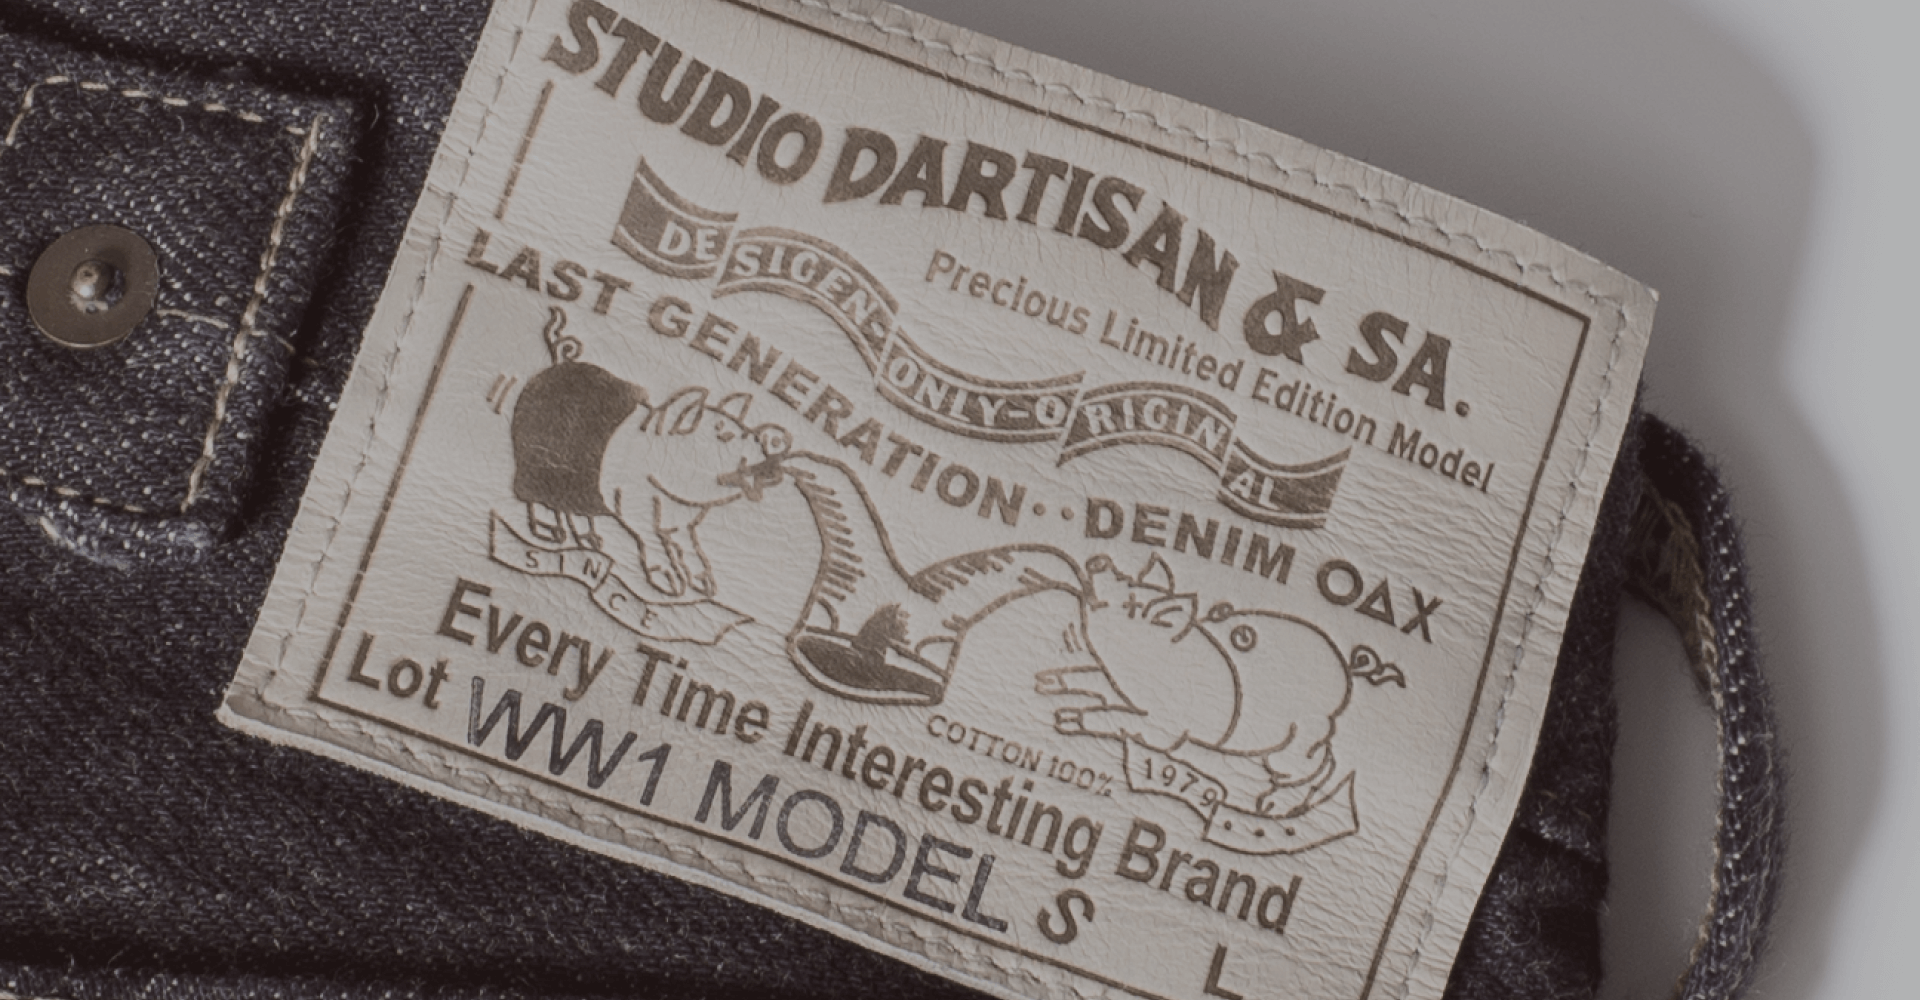 STUDIO DARTISAN & SA.
Precious Limited Edition Model
DESIGEN-ONLY-ORIGINAL
LAST GENERATION··DENIM OAX
SINCE
COTTON 100%
1979
Every Time Interesting Brand
Lot WW1 MODEL S
L